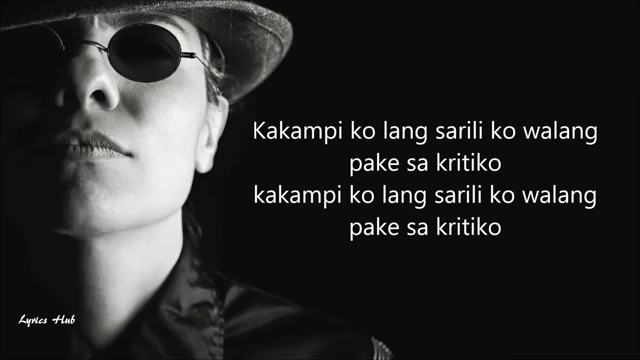 Kakampi ko lang sarili ko walang
pake sa kritiko
kakampi ko lang sarili ko walang
pake sa kritiko
Lyrics Hub